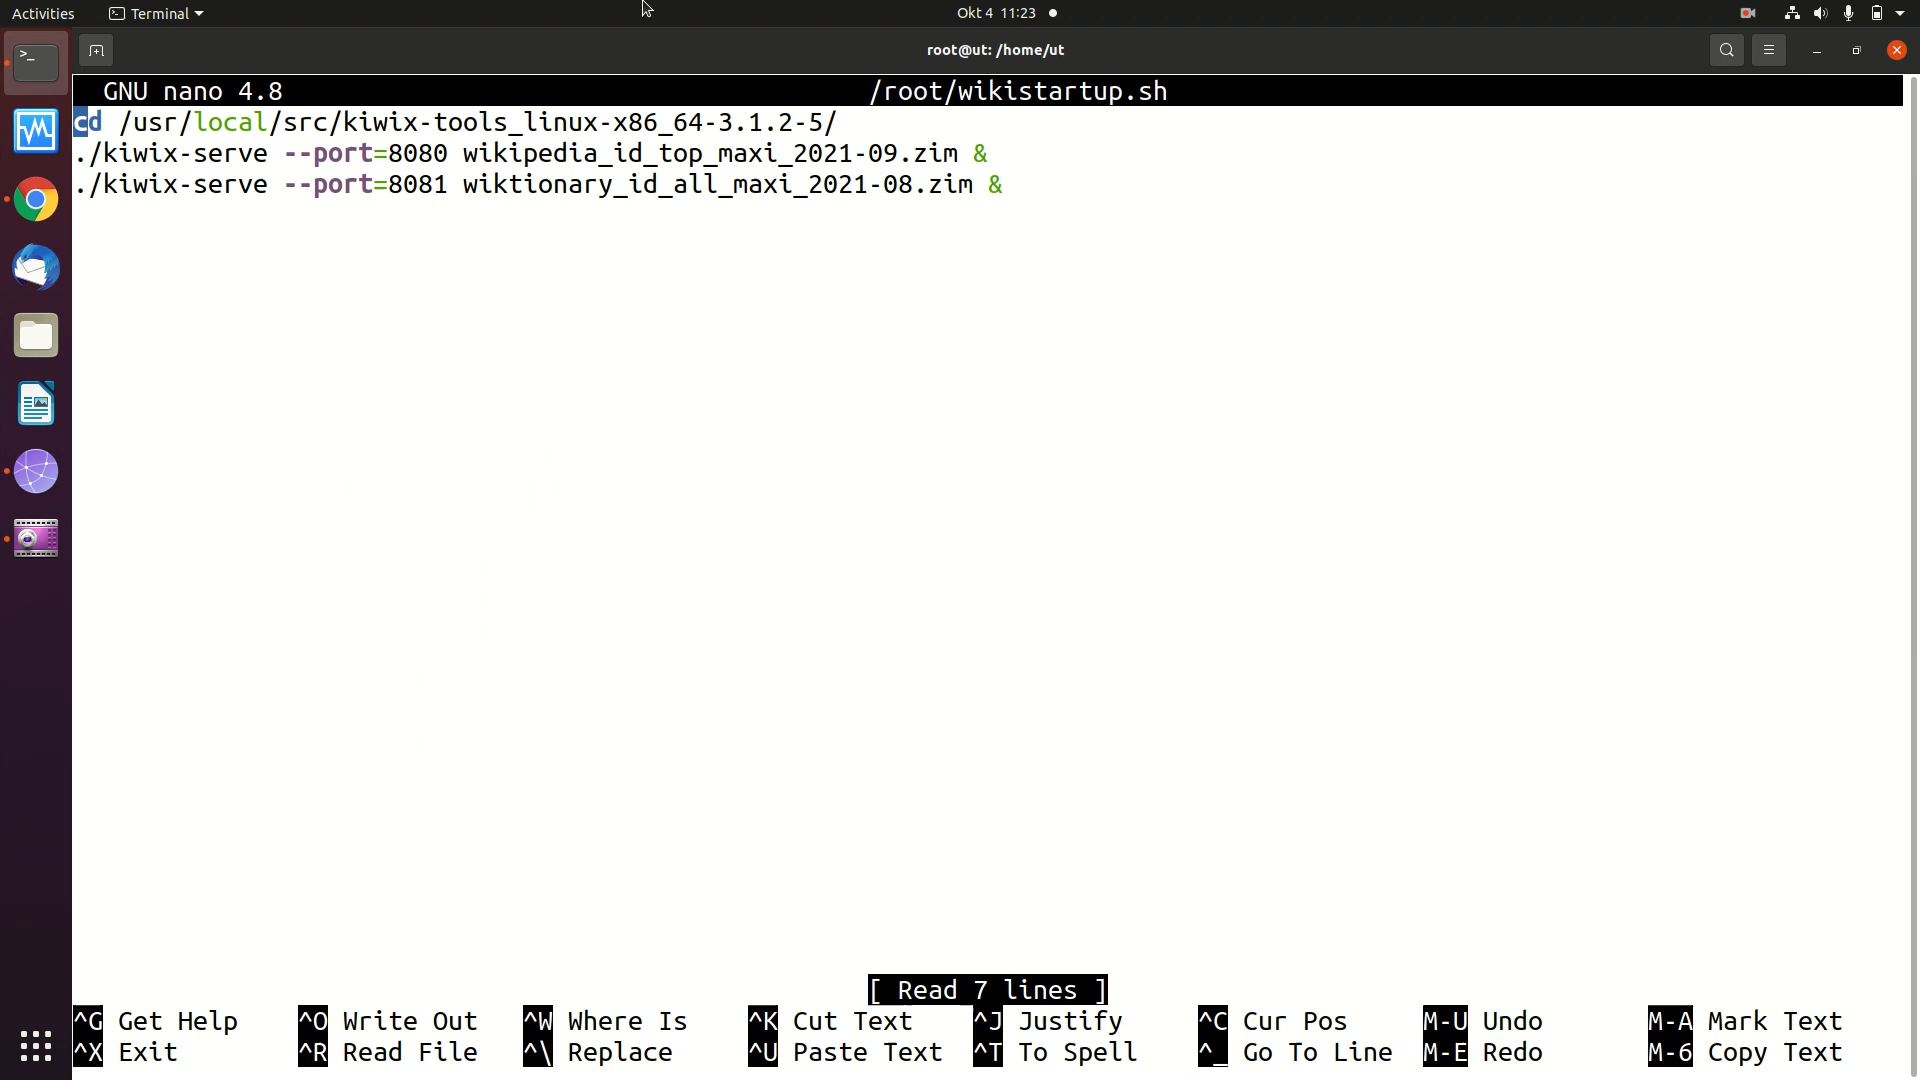 Activities Terminal Okt 4 11:23
root@ut: /home/ut
GNU nano 4.8 /root/wikistartup.sh
cd /usr/local/src/kiwix-tools_linux-x86_64-3.1.2-5/
./kiwix-serve --port=8080 wikipedia_id_top_maxi_2021-09.zim &
./kiwix-serve --port=8081 wiktionary_id_all_maxi_2021-08.zim &
[ Read 7 lines ]
^G Get Help ^O Write Out ^W Where Is ^K Cut Text ^J Justify ^C Cur Pos M-U Undo M-A Mark Text
^X Exit ^R Read File ^\ Replace ^U Paste Text ^T To Spell ^_ Go To Line M-E Redo M-6 Copy Text